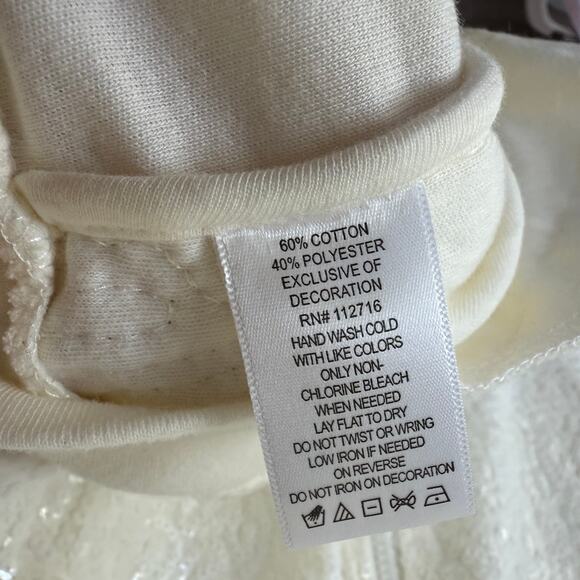 60% COTTON
40% POLYESTER
EXCLUSIVE OF
DECORATION
RN# 112716
HAND WASH COLD
WITH LIKE COLORS
ONLY NON-
CHLORINE BLEACH
WHEN NEEDED
LAY FLAT TO DRY
DO NOT TWIST OR WRING
LOW IRON IF NEEDED
ON REVERSE
DO NOT IRON ON DECORATION